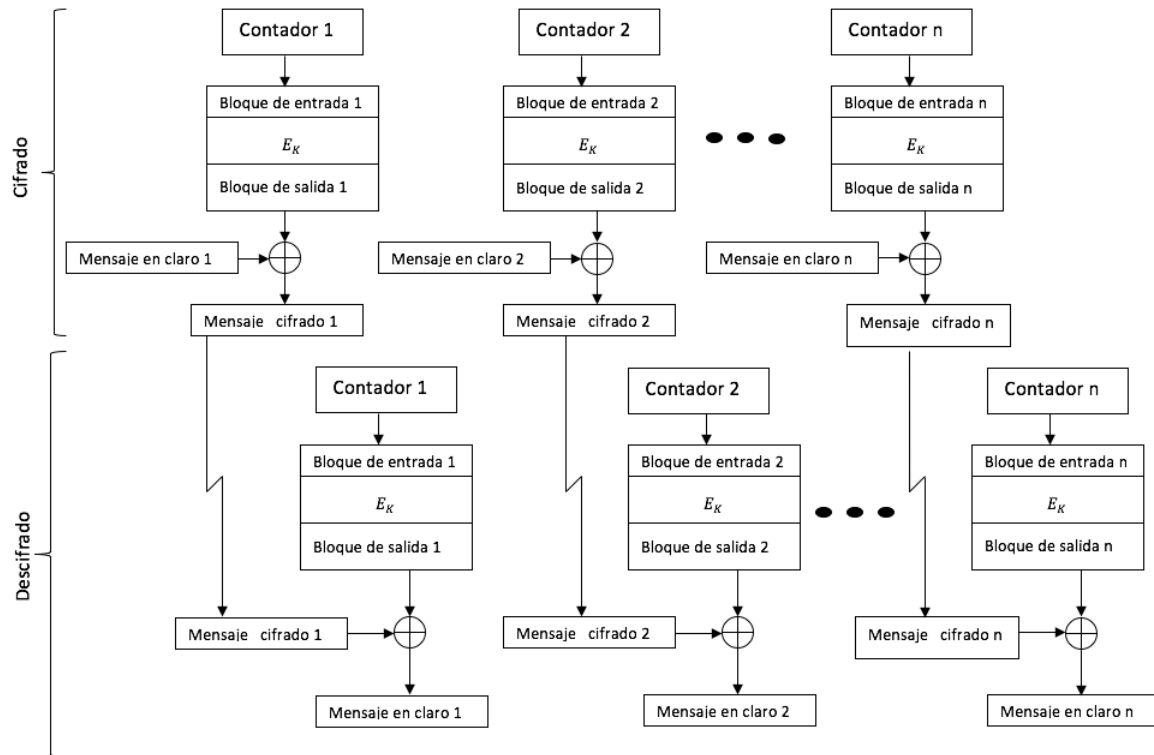 Cifrado
Contador 1
Contador 2
Contador n
Bloque de entrada 1
Bloque de entrada 2
Bloque de entrada n
E_K
E_K
E_K
Bloque de salida 1
Bloque de salida 2
Bloque de salida n
Mensaje en claro 1
Mensaje en claro 2
Mensaje en claro n
Mensaje cifrado 1
Mensaje cifrado 2
Mensaje cifrado n
Descifrado
Contador 1
Contador 2
Contador n
Bloque de entrada 1
Bloque de entrada 2
Bloque de entrada n
E_K
E_K
E_K
Bloque de salida 1
Bloque de salida 2
Bloque de salida n
Mensaje cifrado 1
Mensaje cifrado 2
Mensaje cifrado n
Mensaje en claro 1
Mensaje en claro 2
Mensaje en claro n